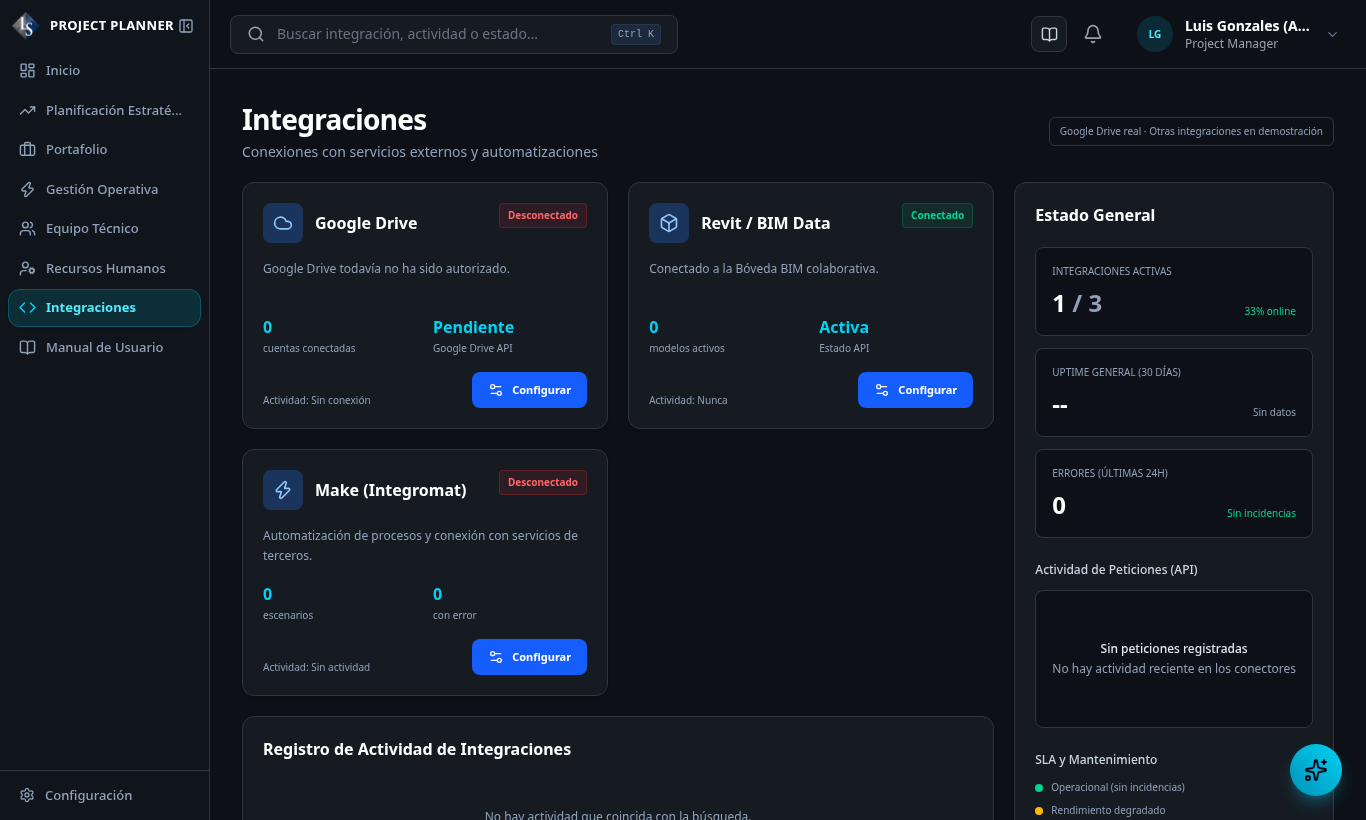 PROJECT PLANNER
Inicio
Planificación Estraté...
Portafolio
Gestión Operativa
Equipo Técnico
Recursos Humanos
Integraciones
Manual de Usuario
Configuración
Buscar integración, actividad o estado...
Ctrl K
LG
Luis Gonzales (A...
Project Manager
Integraciones
Conexiones con servicios externos y automatizaciones
Google Drive real · Otras integraciones en demostración
Google Drive
Desconectado
Google Drive todavía no ha sido autorizado.
0
cuentas conectadas
Pendiente
Google Drive API
Actividad: Sin conexión
Configurar
Revit / BIM Data
Conectado
Conectado a la Bóveda BIM colaborativa.
0
modelos activos
Activa
Estado API
Actividad: Nunca
Configurar
Make (Integromat)
Desconectado
Automatización de procesos y conexión con servicios de
terceros.
0
escenarios
0
con error
Actividad: Sin actividad
Configurar
Registro de Actividad de Integraciones
No hay actividad que coincida con la búsqueda.
Estado General
INTEGRACIONES ACTIVAS
1 / 3
33% online
UPTIME GENERAL (30 DÍAS)
--
Sin datos
ERRORES (ÚLTIMAS 24H)
0
Sin incidencias
Actividad de Peticiones (API)
Sin peticiones registradas
No hay actividad reciente en los conectores
SLA y Mantenimiento
Operacional (sin incidencias)
Rendimiento degradado